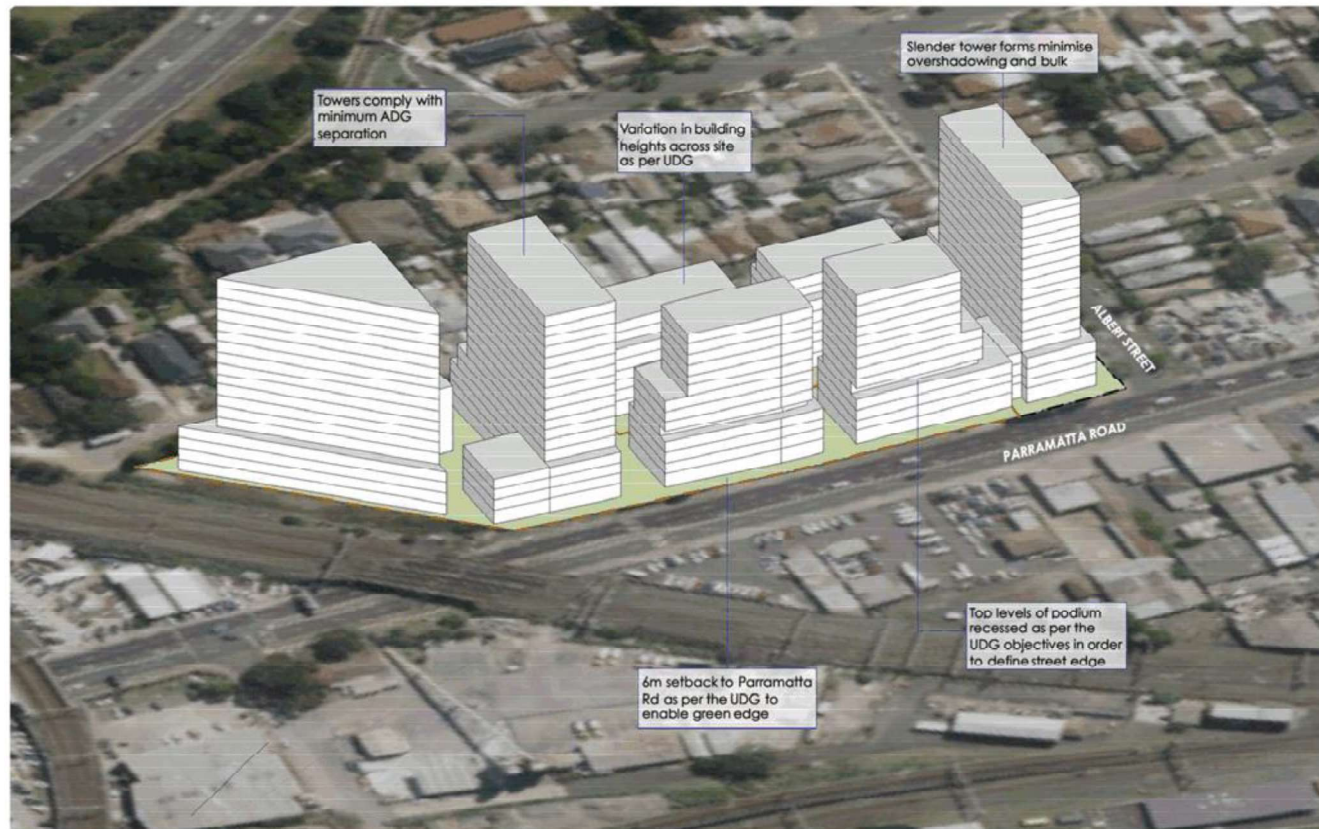 Slender tower forms minimise
overshadowing and bulk
Towers comply with
minimum ADG
separation
Variation in building
heights across site
as per UDG
ALBERT STREET
PARRAMATTA ROAD
Top levels of podium
recessed as per the
UDG objectives in order
to define street edge
6m setback to Parramatta
Rd as per the UDG to
enable green edge